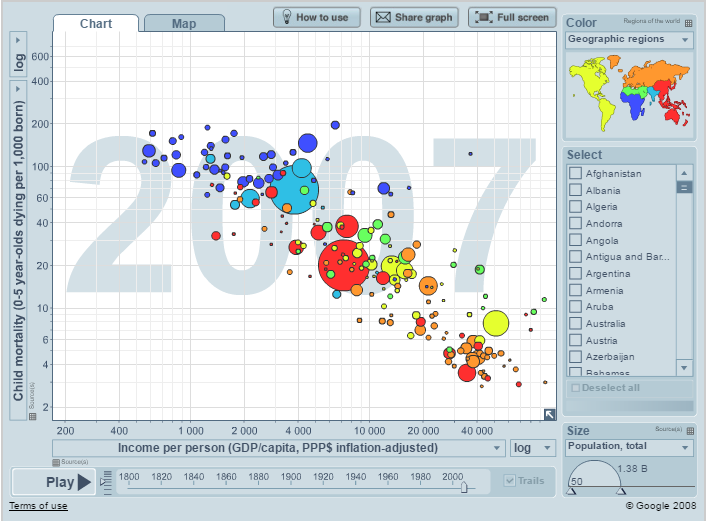 Chart
Map
How to use
Share graph
Full screen
Color
Regions of the world
Geographic regions
log
Child mortality (0-5 year-olds dying per 1,000 born)
Source(s)
600
400
200
100
60
40
20
10
6
4
2
2007
200
400
1 000
2 000
4 000
10 000
20 000
40 000
Income per person (GDP/capita, PPP$ inflation-adjusted)
log
Source(s)
Select
Afghanistan
Albania
Algeria
Andorra
Angola
Antigua and Bar...
Argentina
Armenia
Aruba
Australia
Austria
Azerbaijan
Bahamas
Deselect all
Size
Source(s)
Population, total
1.38 B
50
Play
1800
1820
1840
1860
1880
1900
1920
1940
1960
1980
2000
Trails
Terms of use
© Google 2008